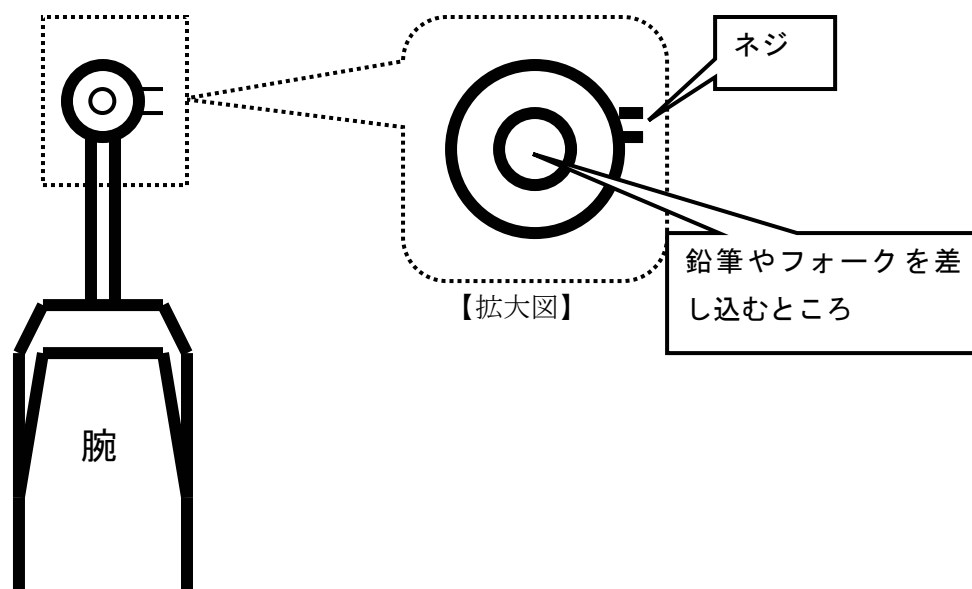 ネジ
鉛筆やフォークを差
し込むところ
【拡大図】
腕